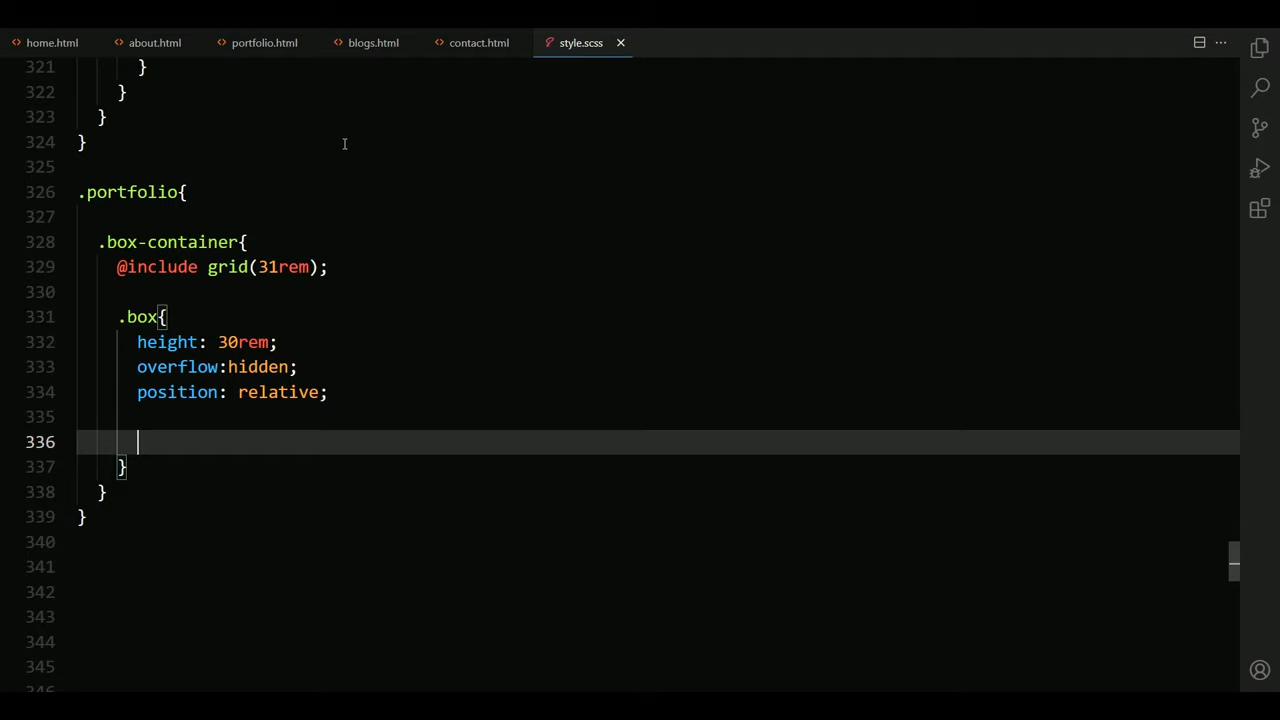 home.html about.html portfolio.html blogs.html contact.html style.scss
321 }
322 }
323 }
324 }
325
326 .portfolio{
327
328 .box-container{
329 @include grid(31rem);
330
331 .box{
332 height: 30rem;
333 overflow:hidden;
334 position: relative;
335
336
337 }
338 }
339 }
340
341
342
343
344
345
346